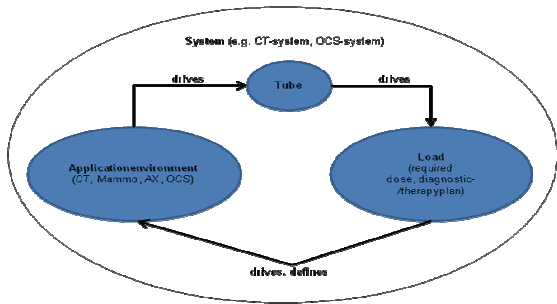 System (e.g. CT-system, OCS-system)
drives
drives
Tube
Applicationenvironment
(CT, Mammo, AX, OCS)
Load
(required
dose, diagnostic-
/therapyplan)
drives, defines